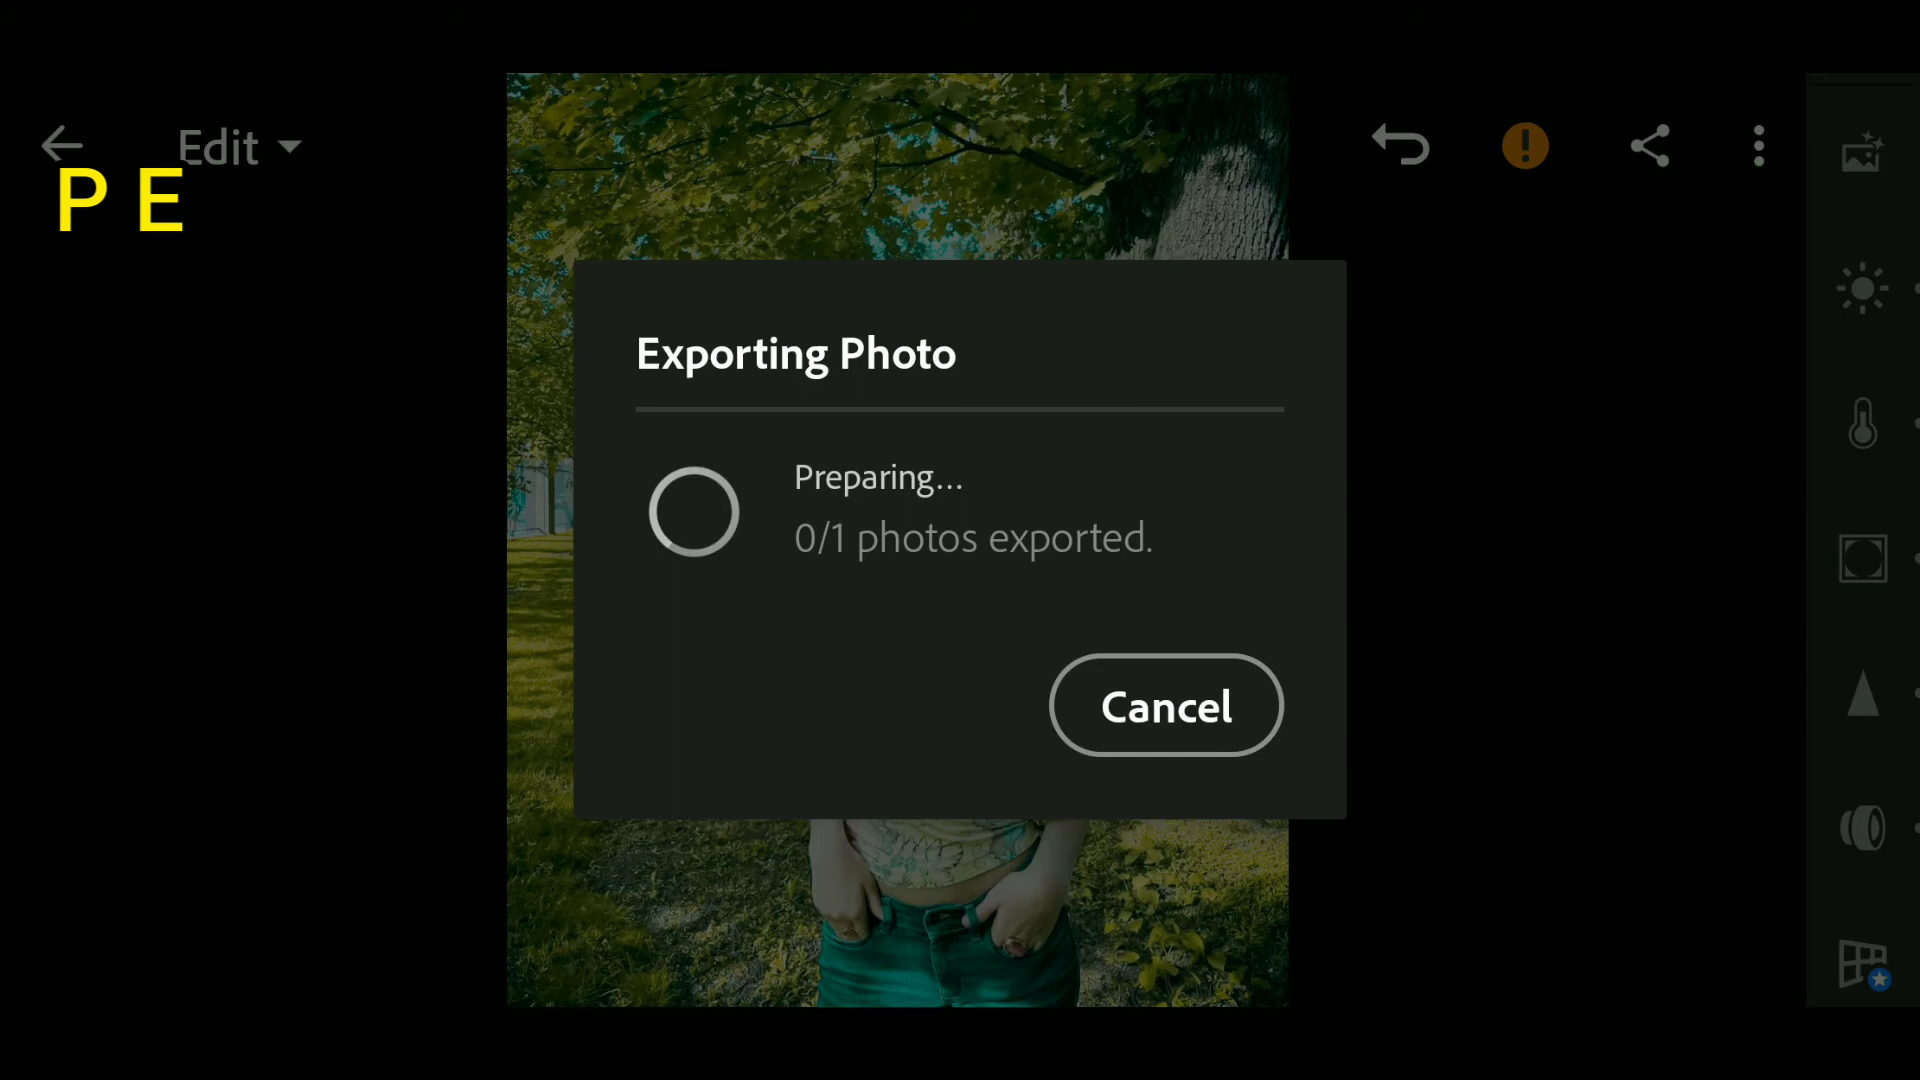 Edit
P E
Exporting Photo
Preparing...
0/1 photos exported.
Cancel